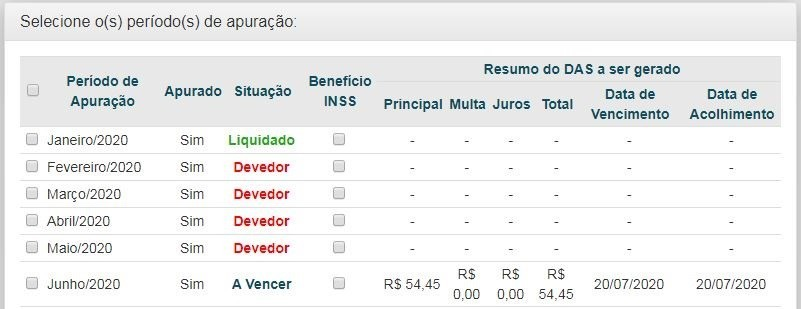 Selecione o(s) período(s) de apuração:
Período de Apuração Apurado Situação Benefício INSS Resumo do DAS a ser gerado
Principal Multa Juros Total Data de Vencimento Data de Acolhimento
Janeiro/2020 Sim Liquidado - - - - - -
Fevereiro/2020 Sim Devedor - - - - - -
Março/2020 Sim Devedor - - - - - -
Abril/2020 Sim Devedor - - - - - -
Maio/2020 Sim Devedor - - - - - -
Junho/2020 Sim A Vencer R$ 54,45 R$ 0,00 R$ 0,00 R$ 54,45 20/07/2020 20/07/2020